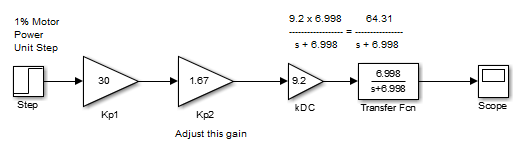 1% Motor
Power
Unit Step
9.2 x 6.998
64.31
----------------- = ---------------
s + 6.998
s + 6.998
30
1.67
9.2
6.998
s+6.998
Step
Kp1
Kp2
kDC
Transfer Fcn
Scope
Adjust this gain